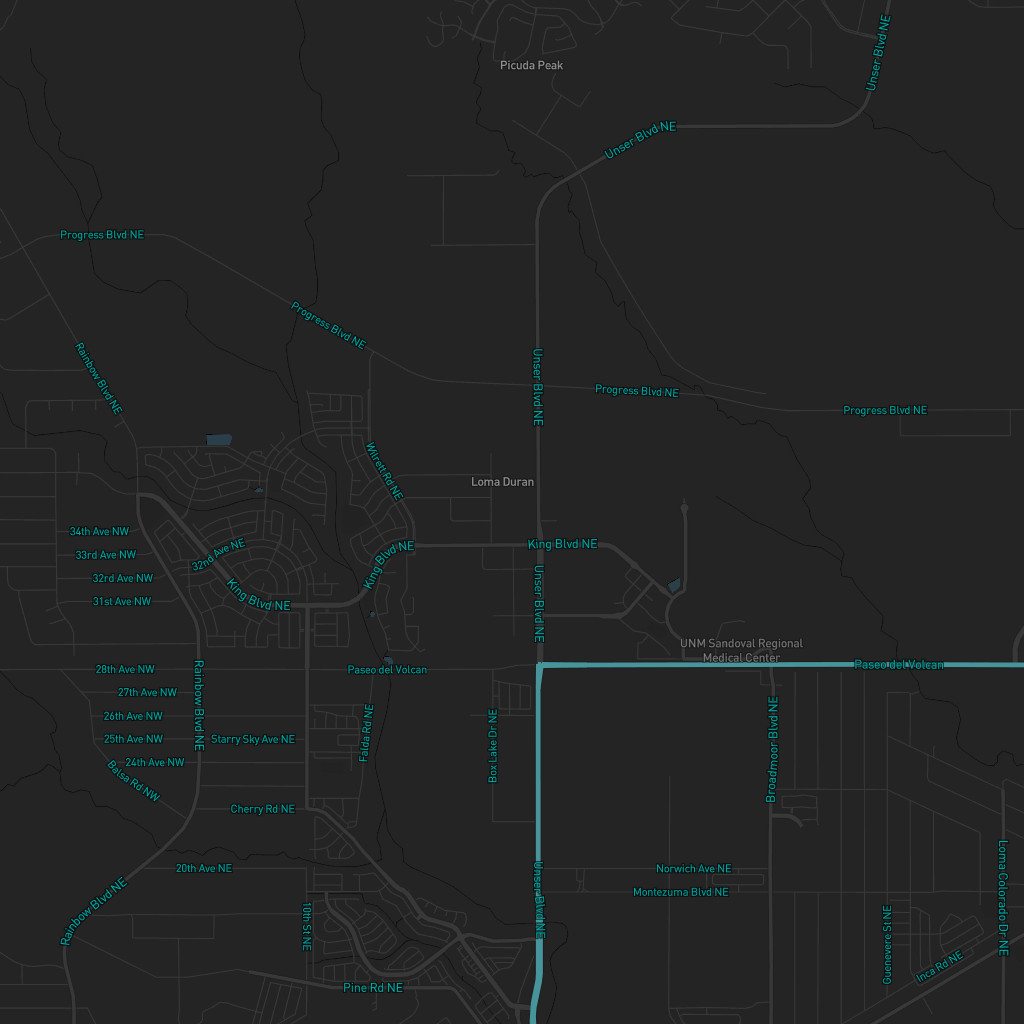 Unser Blvd NE
Picuda Peak
Unser Blvd NE
Progress Blvd NE
Progress Blvd NE
Rainbow Blvd NE
Unser Blvd NE
Progress Blvd NE
Progress Blvd NE
Wilrett Rd NE
Loma Duran
34th Ave NW
33rd Ave NW
32nd Ave NE
King Blvd NE
King Blvd NE
32rd Ave NW
31st Ave NW
King Blvd NE
Unser Blvd NE
UNM Sandoval Regional
Medical Center
28th Ave NW
Paseo del Volcan
Paseo del Volcan
27th Ave NW
Rainbow Blvd NE
26th Ave NW
25th Ave NW
Starry Sky Ave NE
Falda Rd NE
Box Lake Dr NE
Broadmoor Blvd NE
24th Ave NW
Balsa Rd NW
Cherry Rd NE
20th Ave NE
Norwich Ave NE
Montezuma Blvd NE
Unser Blvd NE
Loma Colorado Dr NE
Rainbow Blvd NE
10th St NE
Guenevere St NE
Inca Rd NE
Pine Rd NE